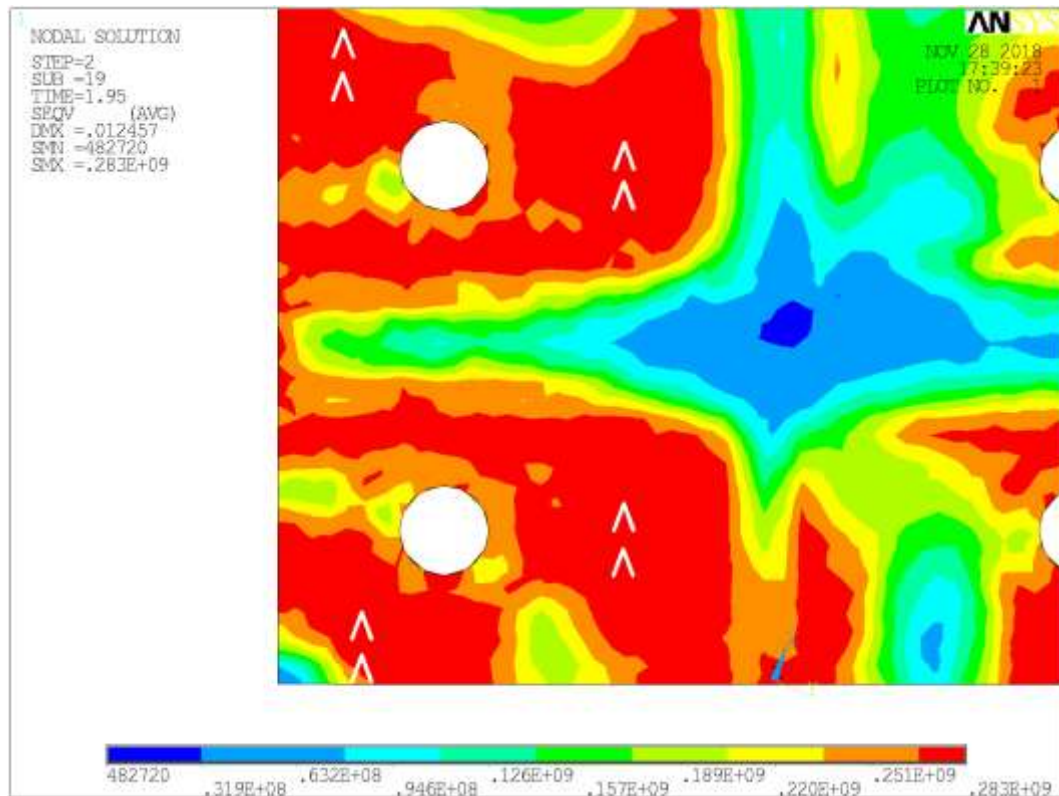 1
NODAL SOLUTION
STEP=2
SUB =19
TIME=1.95
SEQV (AVG)
DMX =.012457
SMN =482720
SMX =.283E+09
AN
NOV 28 2018
17:39:23
PLOT NO. 1
482720 .632E+08 .126E+09 .189E+09 .251E+09
.319E+08 .946E+08 .157E+09 .220E+09 .283E+09